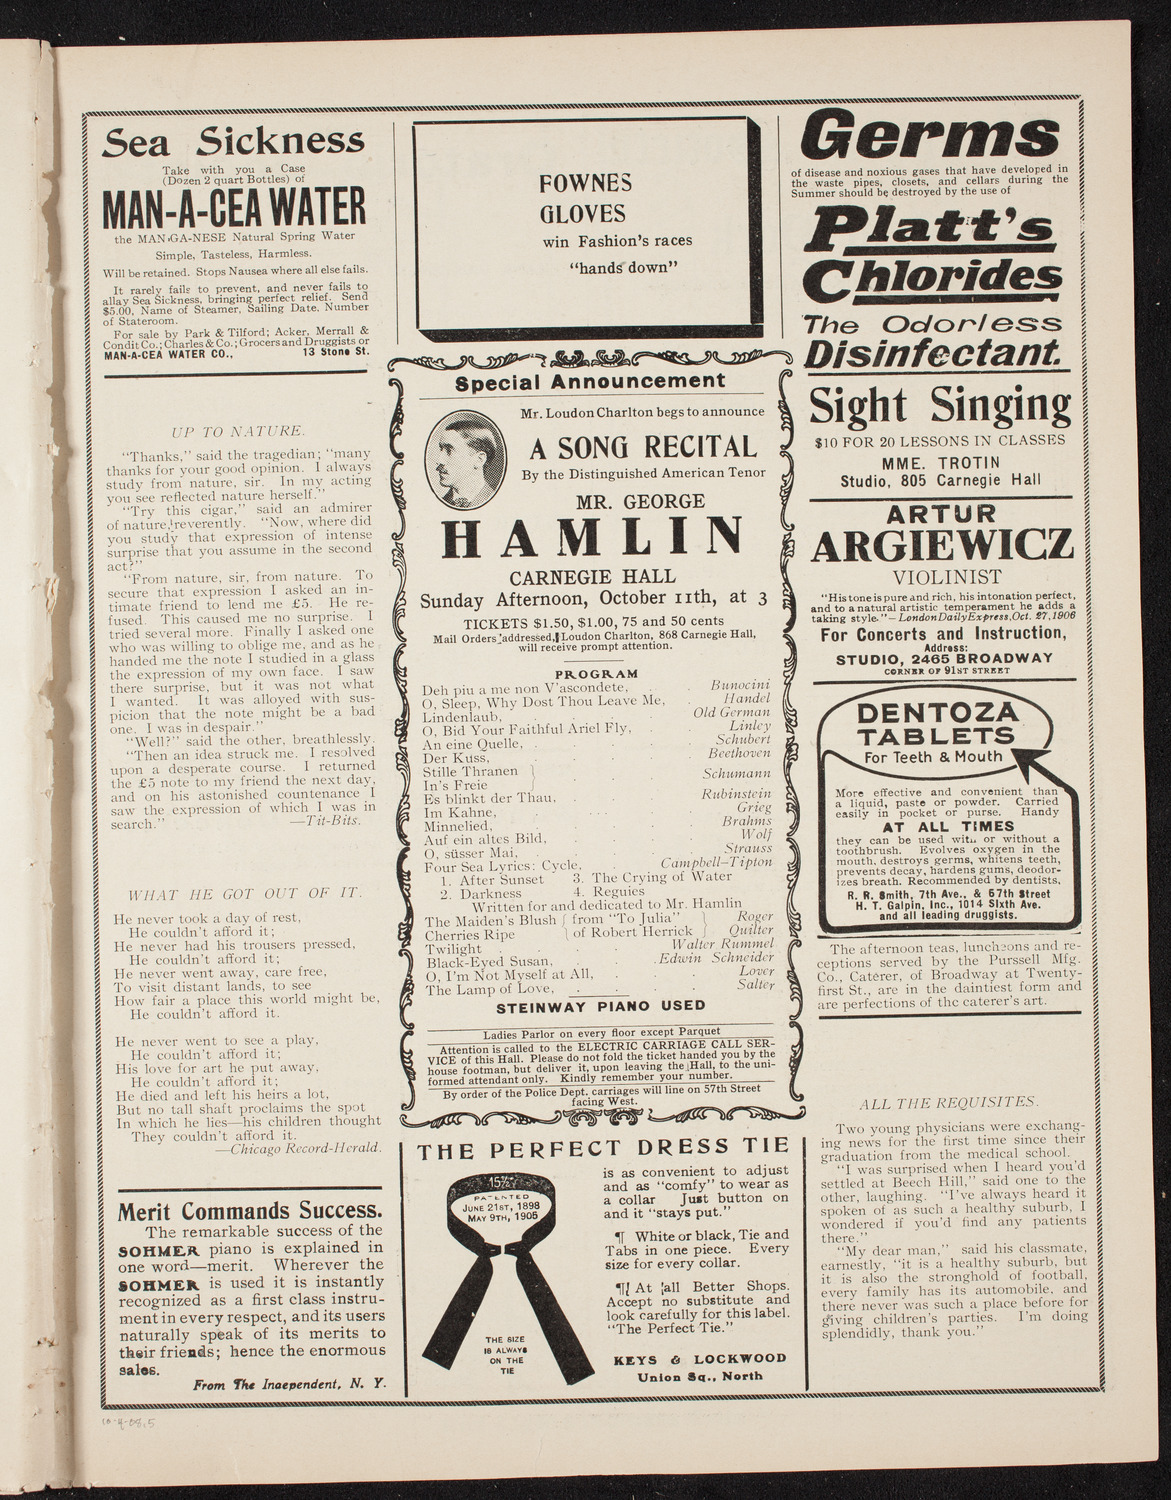 Sea Sickness
Take with you a Case
(Dozen 2 quart Bottles) of
MAN-A-CEA WATER
the MAN-GA-NESE Natural Spring Water
Simple, Tasteless, Harmless.
Will be retained. Stops Nausea where all else fails.
It rarely fails to prevent, and never fails to
allay Sea Sickness, bringing perfect relief. Send
$5.00, Name of Steamer, Sailing Date, Number
of Stateroom.
For sale by Park & Tilford; Acker, Merrall &
Condit Co.; Charles & Co.; Grocers and Druggists or
MAN-A-CEA WATER CO., 13 Stone St.
UP TO NATURE.
"Thanks," said the tragedian; "many
thanks for your good opinion. I always
study from nature, sir. In my acting
you see reflected nature herself."
"Try this cigar," said an admirer
of nature, reverently. "Now, where did
you study that expression of intense
surprise that you assume in the second
act?"
"From nature, sir, from nature. To
secure that expression I asked an in-
timate friend to lend me £5. He re-
fused. This caused me no surprise. I
tried several more. Finally I asked one
who was willing to oblige me, and as he
handed me the note I studied in a glass
the expression of my own face. I saw
there surprise, but it was not what
I wanted. It was alloyed with sus-
picion that the note might be a bad
one. I was in despair."
"Well?" said the other, breathlessly.
"Then an idea struck me. I resolved
upon a desperate course. I returned
the £5 note to my friend the next day,
and on his astonished countenance I
saw the expression of which I was in
search." —Tit-Bits.
WHAT HE GOT OUT OF IT.
He never took a day of rest,
He couldn't afford it;
He never had his trousers pressed,
He couldn't afford it;
He never went away, care free,
To visit distant lands, to see
How fair a place this world might be,
He couldn't afford it.
He never went to see a play,
He couldn't afford it;
His love for art he put away,
He couldn't afford it;
He died and left his heirs a lot,
But no tall shaft proclaims the spot
In which he lies—his children thought
They couldn't afford it.
—Chicago Record-Herald.
Merit Commands Success.
The remarkable success of the
SOHMER piano is explained in
one word—merit. Wherever the
SOHMER is used it is instantly
recognized as a first class instru-
ment in every respect, and its users
naturally speak of its merits to
their friends; hence the enormous
sales.
From The Independent, N. Y.
10-4-08.5
FOWNES
GLOVES
win Fashion's races
"hands down"
Special Announcement
Mr. Loudon Charlton begs to announce
A SONG RECITAL
By the Distinguished American Tenor
MR. GEORGE
HAMLIN
CARNEGIE HALL
Sunday Afternoon, October 11th, at 3
TICKETS $1.50, $1.00, 75 and 50 cents
Mail Orders addressed, Loudon Charlton, 868 Carnegie Hall,
will receive prompt attention.
PROGRAM
Deh piu a me non V'ascondete, . . Bunocini
O, Sleep, Why Dost Thou Leave Me, . Handel
Lindenlaub, . . . . Old German
O, Bid Your Faithful Ariel Fly, . . Linley
An eine Quelle, . . . . Schubert
Der Kuss, . . . . Beethoven
Stille Thranen }
In's Freie } . . . . Schumann
Es blinkt der Thau, . . . Rubinstein
Im Kahne, . . . . Grieg
Minnelied, . . . . Brahms
Auf ein altes Bild, . . . . Wolf
O, süsser Mai, . . . . Strauss
Four Sea Lyrics: Cycle, . . Campbell-Tipton
1. After Sunset 3. The Crying of Water
2. Darkness 4. Reguies
Written for and dedicated to Mr. Hamlin
The Maiden's Blush { from "To Julia" } Roger
Cherries Ripe { of Robert Herrick } Quilter
Twilight . . . . Walter Rummel
Black-Eyed Susan, . . . Edwin Schneider
O, I'm Not Myself at All, . . . Lover
The Lamp of Love, . . . Salter
STEINWAY PIANO USED
Ladies Parlor on every floor except Parquet
Attention is called to the ELECTRIC CARRIAGE CALL SER-
VICE of this Hall. Please do not fold the ticket handed you by the
house footman, but deliver it, upon leaving the Hall, to the uni-
formed attendant only. Kindly remember your number.
By order of the Police Dept. carriages will line on 57th Street
facing West.
THE PERFECT DRESS TIE
15½
PATENTED
JUNE 21ST, 1898
MAY 9TH, 1905
THE SIZE
IS ALWAYS
ON THE
TIE
is as convenient to adjust
and as "comfy" to wear as
a collar Just button on
and it "stays put."
¶ White or black, Tie and
Tabs in one piece. Every
size for every collar.
¶ At all Better Shops
Accept no substitute and
look carefully for this label.
"The Perfect Tie."
KEYS & LOCKWOOD
Union Sq., North
Germs
of disease and noxious gases that have developed in
the waste pipes, closets, and cellars during the
Summer should be destroyed by the use of
Platt's
Chlorides
The Odorless
Disinfectant.
Sight Singing
$10 FOR 20 LESSONS IN CLASSES
MME. TROTIN
Studio, 805 Carnegie Hall
ARTUR
ARGIEWICZ
VIOLINIST
"His tone is pure and rich, his intonation perfect,
and to a natural artistic temperament he adds a
taking style."—London Daily Express, Oct. 27, 1906
For Concerts and Instruction,
Address:
STUDIO, 2465 BROADWAY
CORNER OF 91ST STREET
DENTOZA
TABLETS
For Teeth & Mouth
More effective and convenient than
a liquid, paste or powder. Carried
easily in pocket or purse. Handy
AT ALL TIMES
they can be used with or without a
toothbrush. Evolves oxygen in the
mouth, destroys germs, whitens teeth,
prevents decay, hardens gums, deodor-
izes breath. Recommended by dentists,
R. R. Smith, 7th Ave., & 57th Street
H. T. Galpin, Inc., 1014 Sixth Ave.
and all leading druggists.
The afternoon teas, luncheons and re-
ceptions served by the Purssell Mfg.
Co., Caterer, of Broadway at Twenty-
first St., are in the daintiest form and
are perfections of the caterer's art.
ALL THE REQUISITES.
Two young physicians were exchang-
ing news for the first time since their
graduation from the medical school.
"I was surprised when I heard you'd
settled at Beech Hill," said one to the
other, laughing. "I've always heard it
spoken of as such a healthy suburb, I
wondered if you'd find any patients
there."
"My dear man," said his classmate,
earnestly, "it is a healthy suburb, but
it is also the stronghold of football,
every family has its automobile, and
there never was such a place before for
giving children's parties. I'm doing
splendidly, thank you."